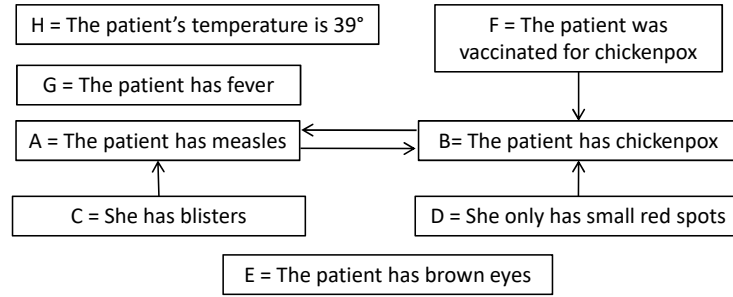 H = The patient's temperature is 39°
F = The patient was
vaccinated for chickenpox
G = The patient has fever
A = The patient has measles
B= The patient has chickenpox
C = She has blisters
D = She only has small red spots
E = The patient has brown eyes